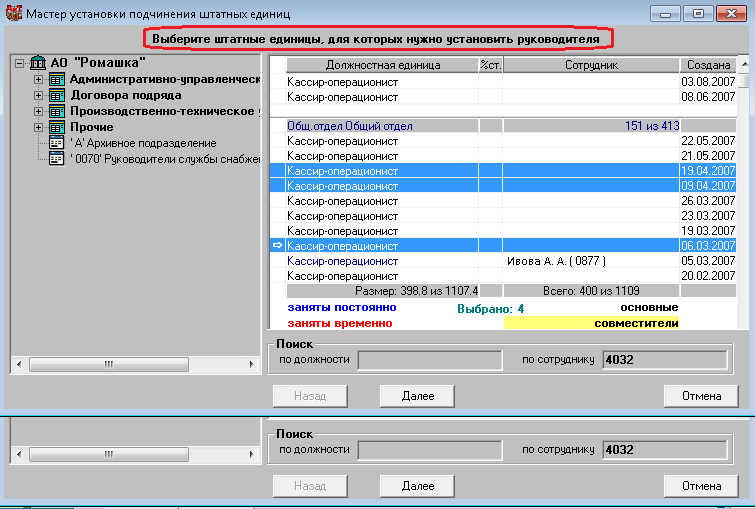 Мастер установки подчинения штатных единиц
Выберите штатные единицы, для которых нужно установить руководителя
АО "Ромашка"
Административно-управленческ
Договора подряда
Производственно-техническое
Прочие
'А' Архивное подразделение
'0070' Руководители службы снабже
Должностная единица %ст. Сотрудник Создана
Кассир-операционист 03.08.2007
Кассир-операционист 08.06.2007
Общ.отдел Общий отдел 151 из 413
Кассир-операционист 22.05.2007
Кассир-операционист 21.05.2007
Кассир-операционист 19.04.2007
Кассир-операционист 09.04.2007
Кассир-операционист 26.03.2007
Кассир-операционист 23.03.2007
Кассир-операционист 19.03.2007
Кассир-операционист 06.03.2007
Кассир-операционист Ивова А. А. ( 0877 ) 05.03.2007
Кассир-операционист 20.02.2007
Размер: 398.8 из 1107.4 Всего: 400 из 1109
заняты постоянно Выбрано: 4 основные
заняты временно совместители
Поиск
по должности по сотруднику 4032
Назад Далее Отмена
Поиск
по должности по сотруднику 4032
Назад Далее Отмена